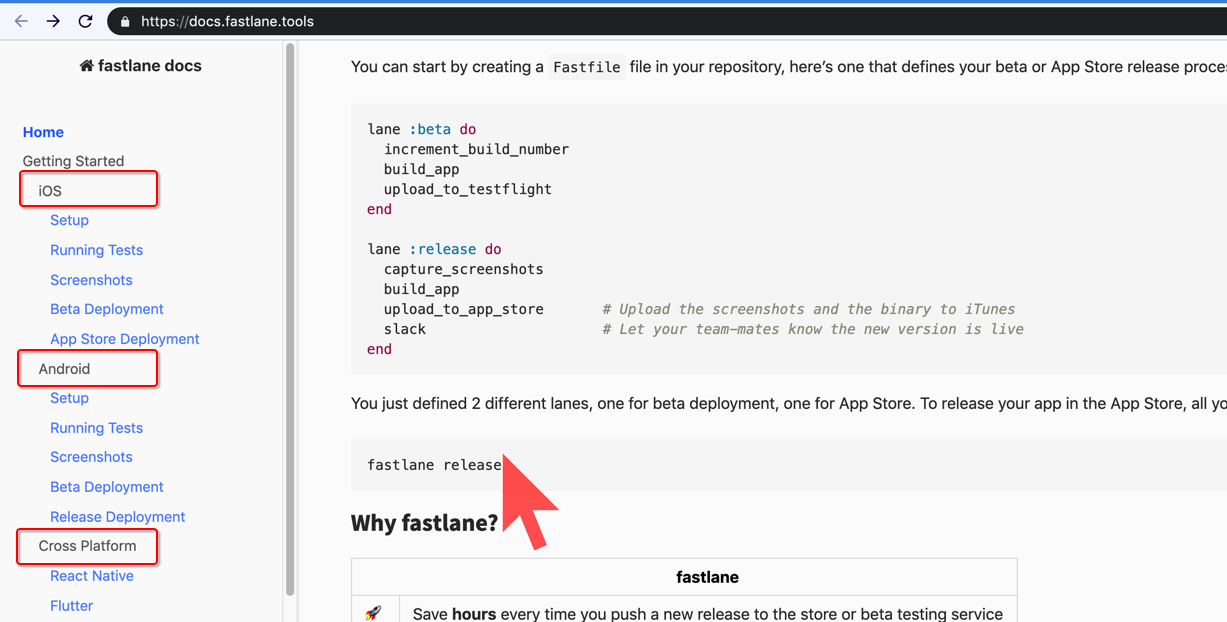 https://docs.fastlane.tools
fastlane docs
Home
Getting Started
iOS
Setup
Running Tests
Screenshots
Beta Deployment
App Store Deployment
Android
Setup
Running Tests
Screenshots
Beta Deployment
Release Deployment
Cross Platform
React Native
Flutter
You can start by creating a Fastfile file in your repository, here’s one that defines your beta or App Store release
lane :beta do
increment_build_number
build_app
upload_to_testflight
end
lane :release do
capture_screenshots
build_app
upload_to_app_store # Upload the screenshots and the binary to iTunes
slack # Let your team-mates know the new version is live
end
You just defined 2 different lanes, one for beta deployment, one for App Store. To release your app in the App Store, all
fastlane release
Why fastlane?
fastlane
🚀 Save hours every time you push a new release to the store or beta testing service